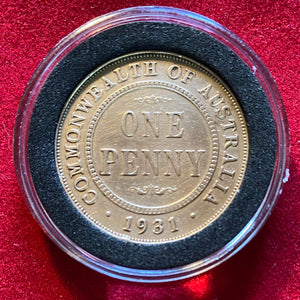 COMMONWEALTH OF AUSTRALIA
ONE
PENNY
· 1931 ·